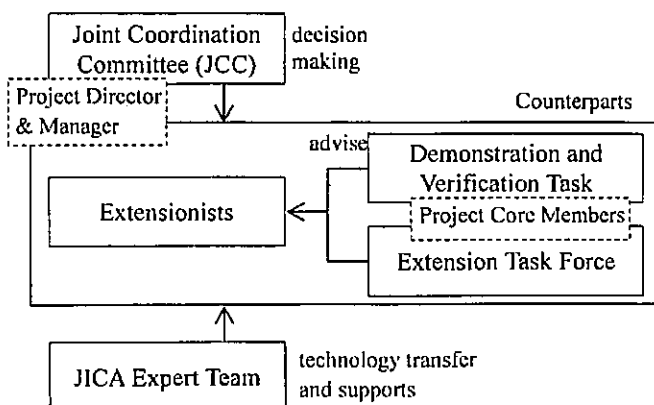 Joint Coordination
Committee (JCC)
decision
making
Project Director
& Manager
Counterparts
advise
Demonstration and
Verification Task
Extensionists
Project Core Members
Extension Task Force
JICA Expert Team
technology transfer
and supports